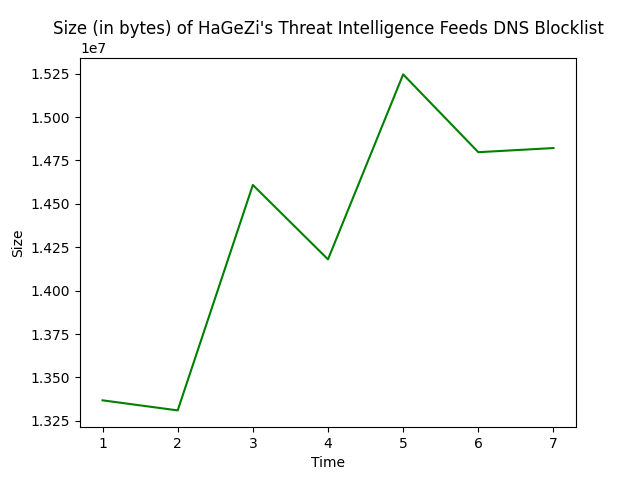 Size (in bytes) of HaGeZi's Threat Intelligence Feeds DNS Blocklist
1e7
1.525
1.500
1.475
1.450
1.425
1.400
1.375
1.350
1.325
Size
1 2 3 4 5 6 7
Time